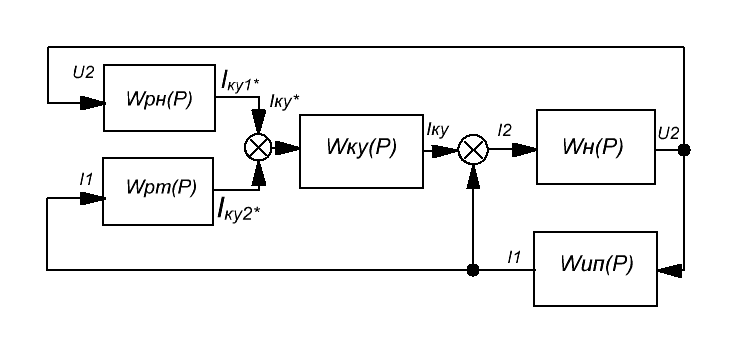 U2
Wрн(P)
Iку1*
Iку*
I1
Wрт(P)
Iку2*
Wку(P)
Iку
I2
Wн(P)
U2
I1
Wип(P)